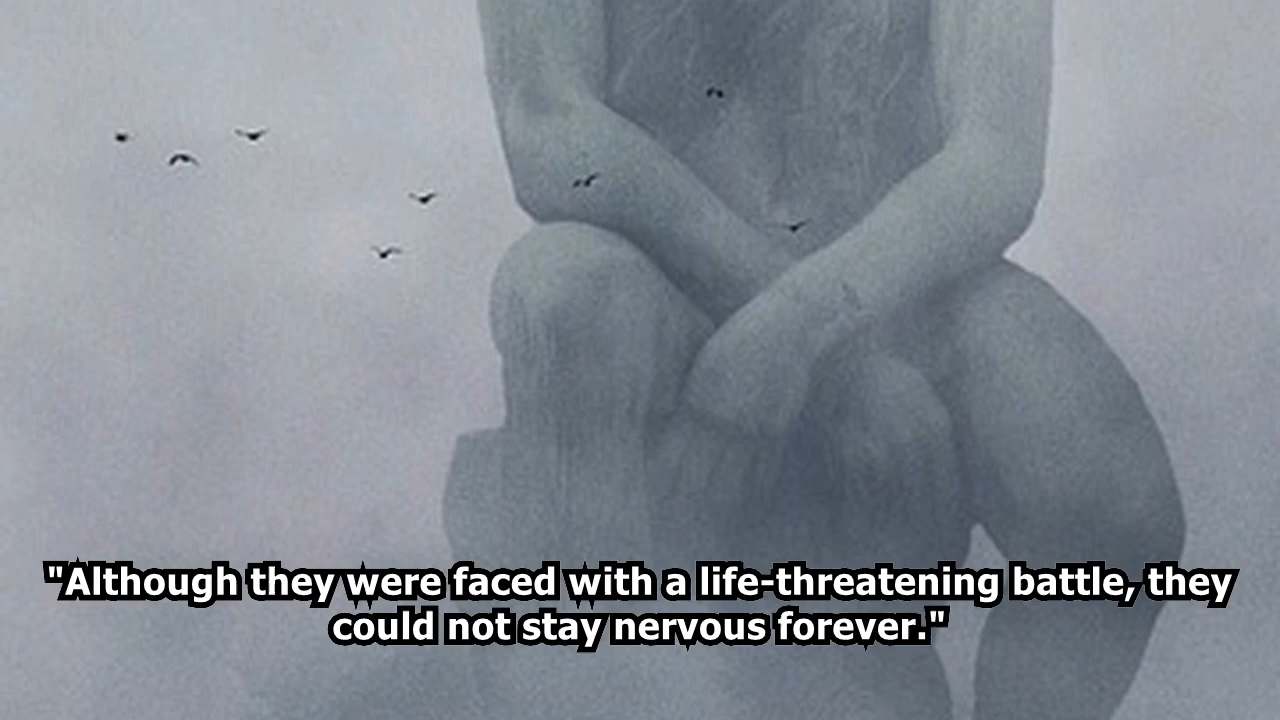 "Although they were faced with a life-threatening battle, they
could not stay nervous forever."